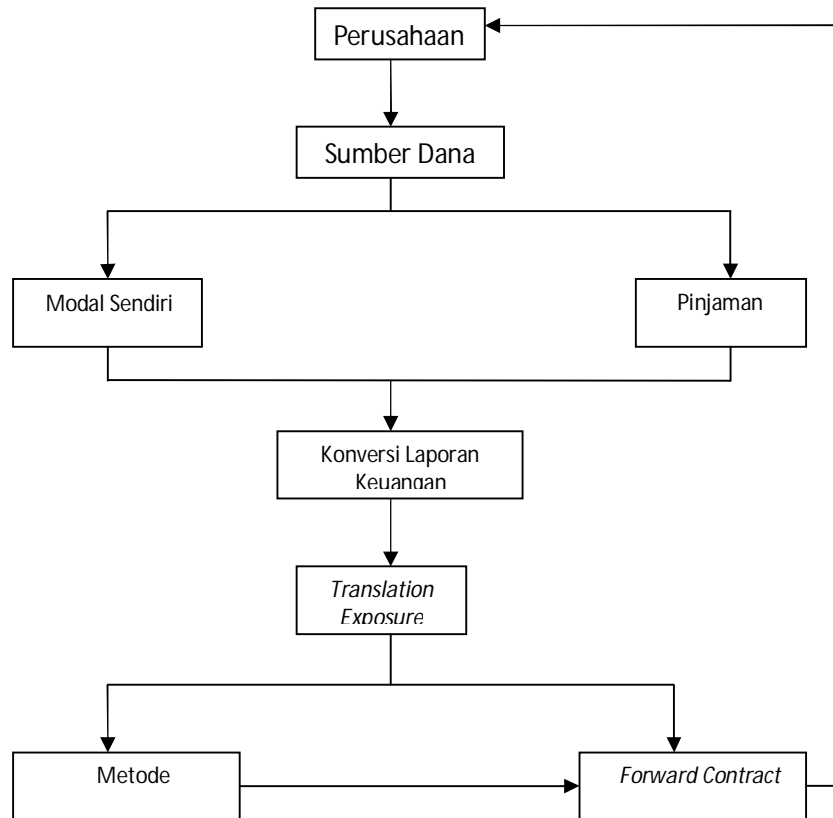 Perusahaan
Sumber Dana
Modal Sendiri
Pinjaman
Konversi Laporan
Keuangan
Translation
Exposure
Metode
Forward Contract